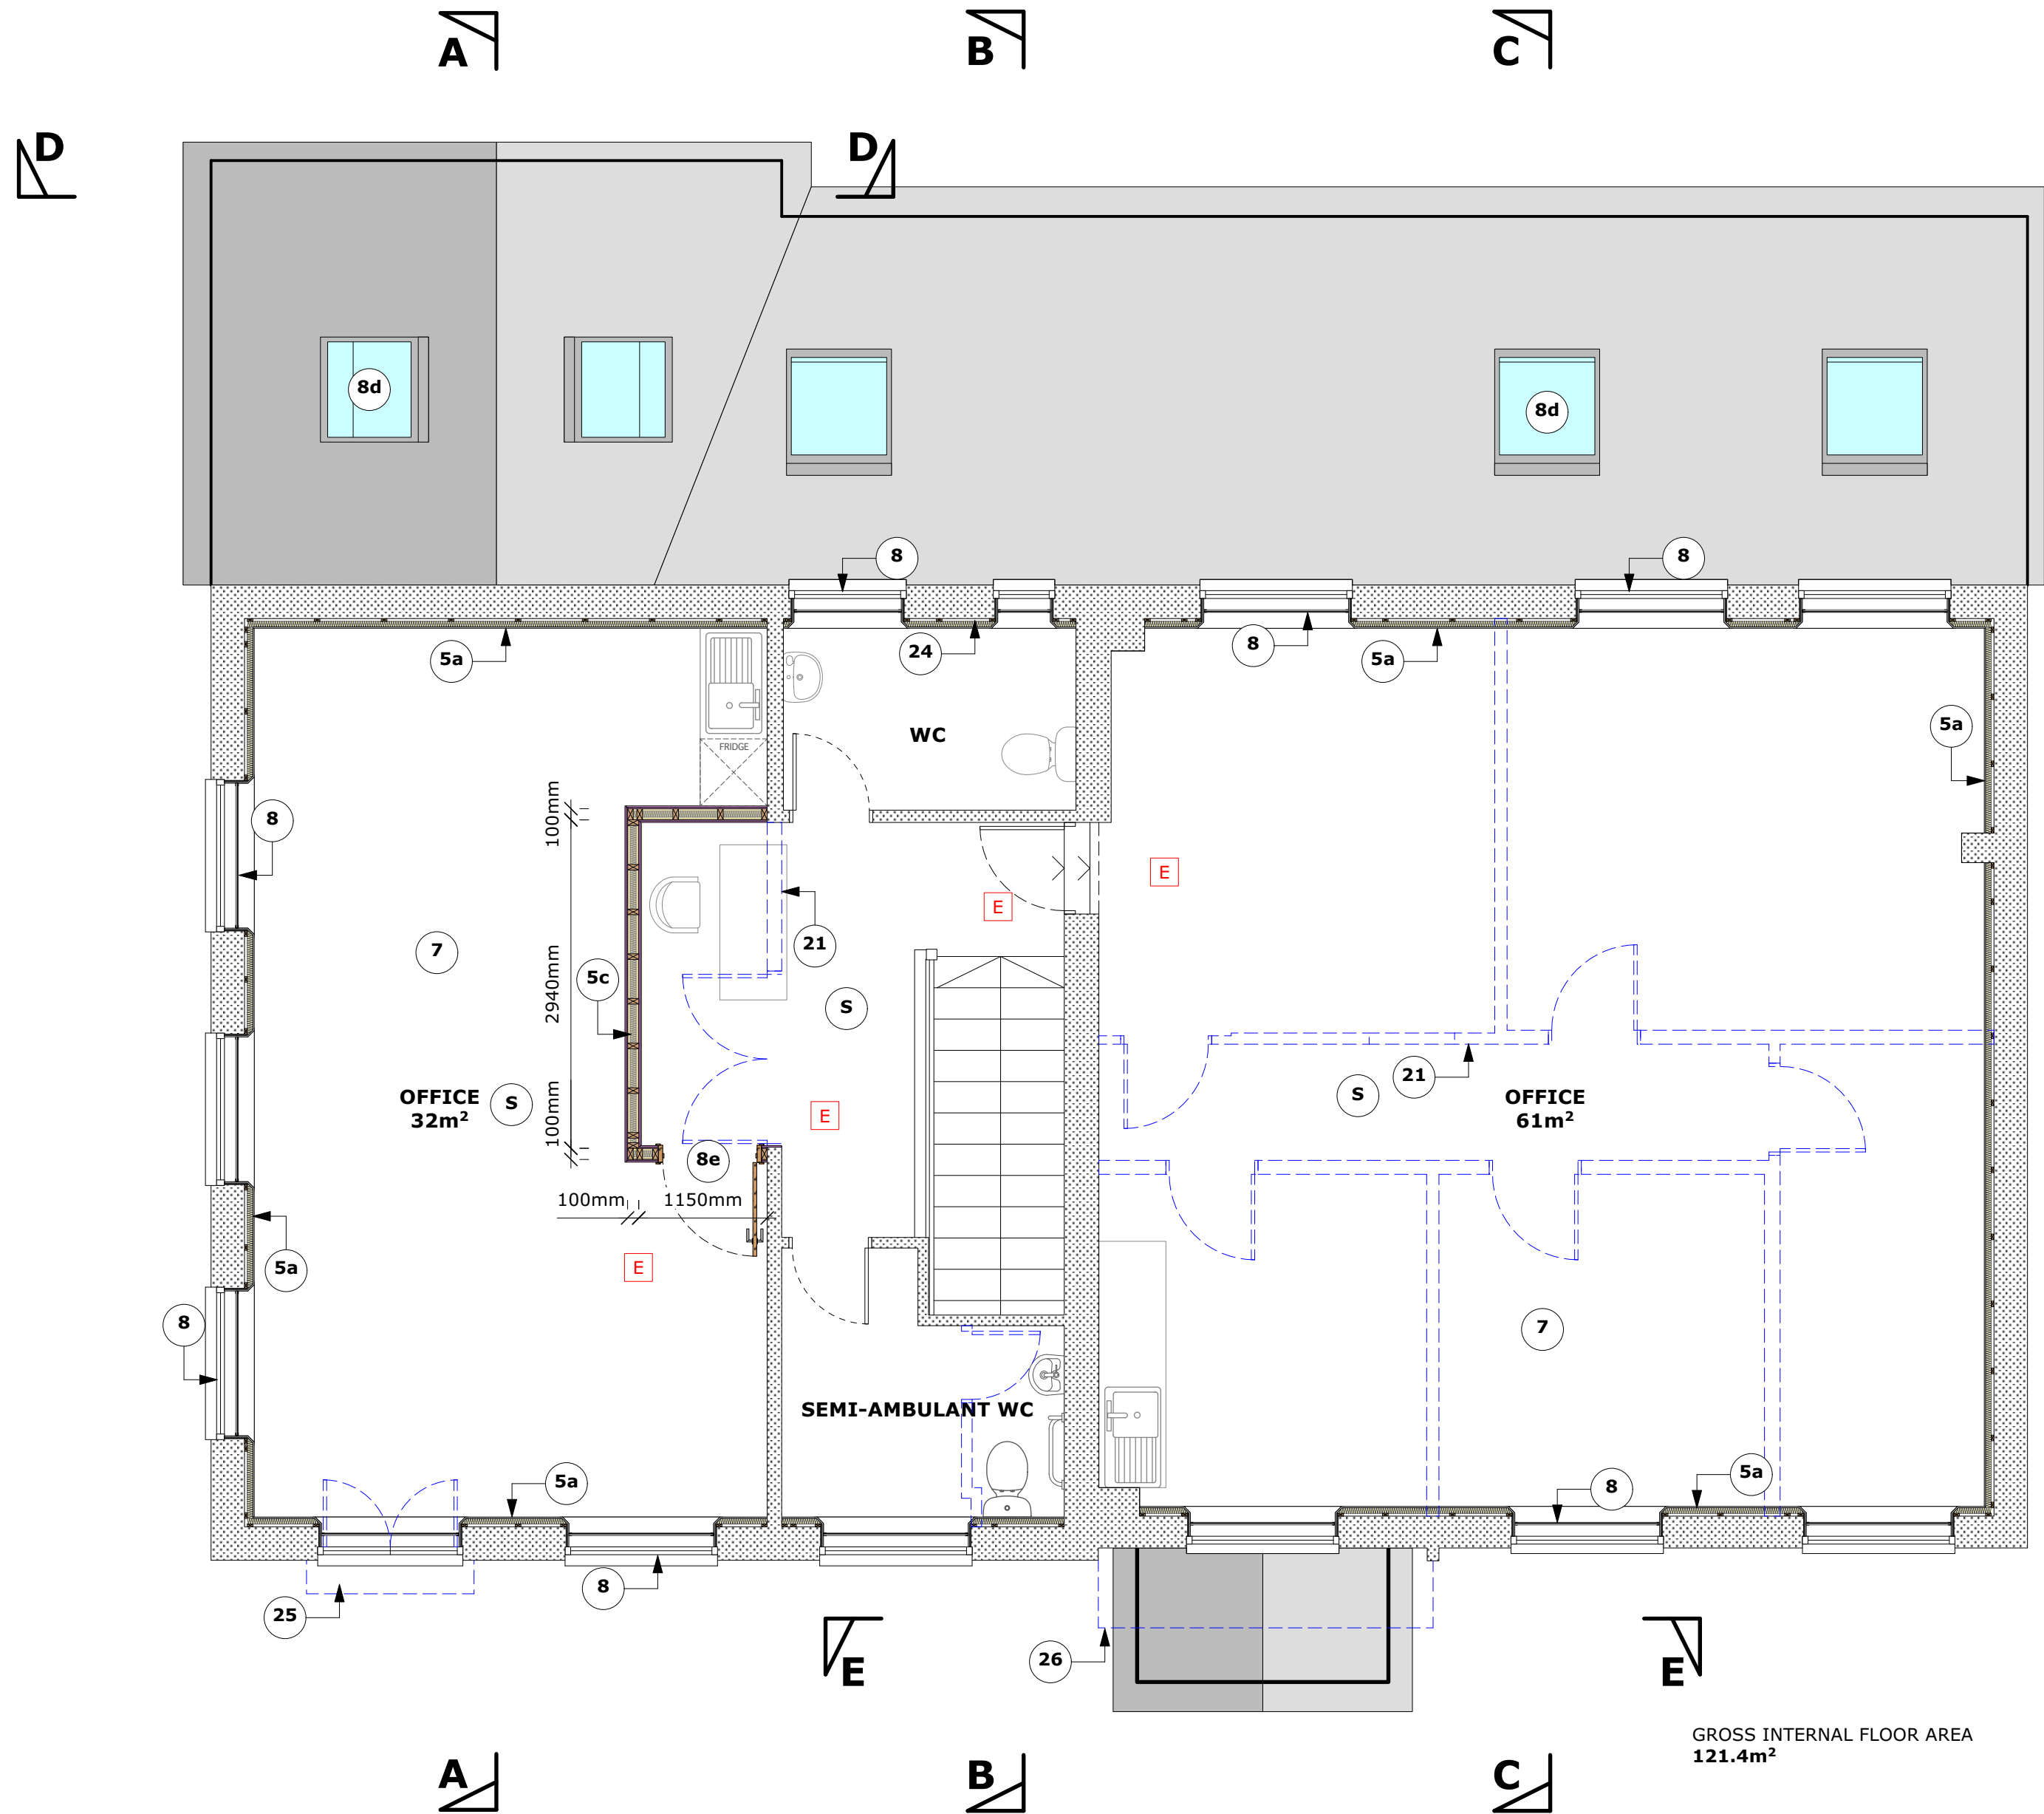 A
B
C
D
D
8d
8d
8
8
5a
24
8
5a
WC
5a
FRIDGE
100mm
8
E
E
7
21
5c
2940mm
S
OFFICE
32m²
S
100mm
E
8e
S
21
OFFICE
61m²
100mm
1150mm
5a
E
8
7
SEMI-AMBULANT WC
5a
5a
8
8
25
26
E
E
GROSS INTERNAL FLOOR AREA
121.4m²
A
B
C